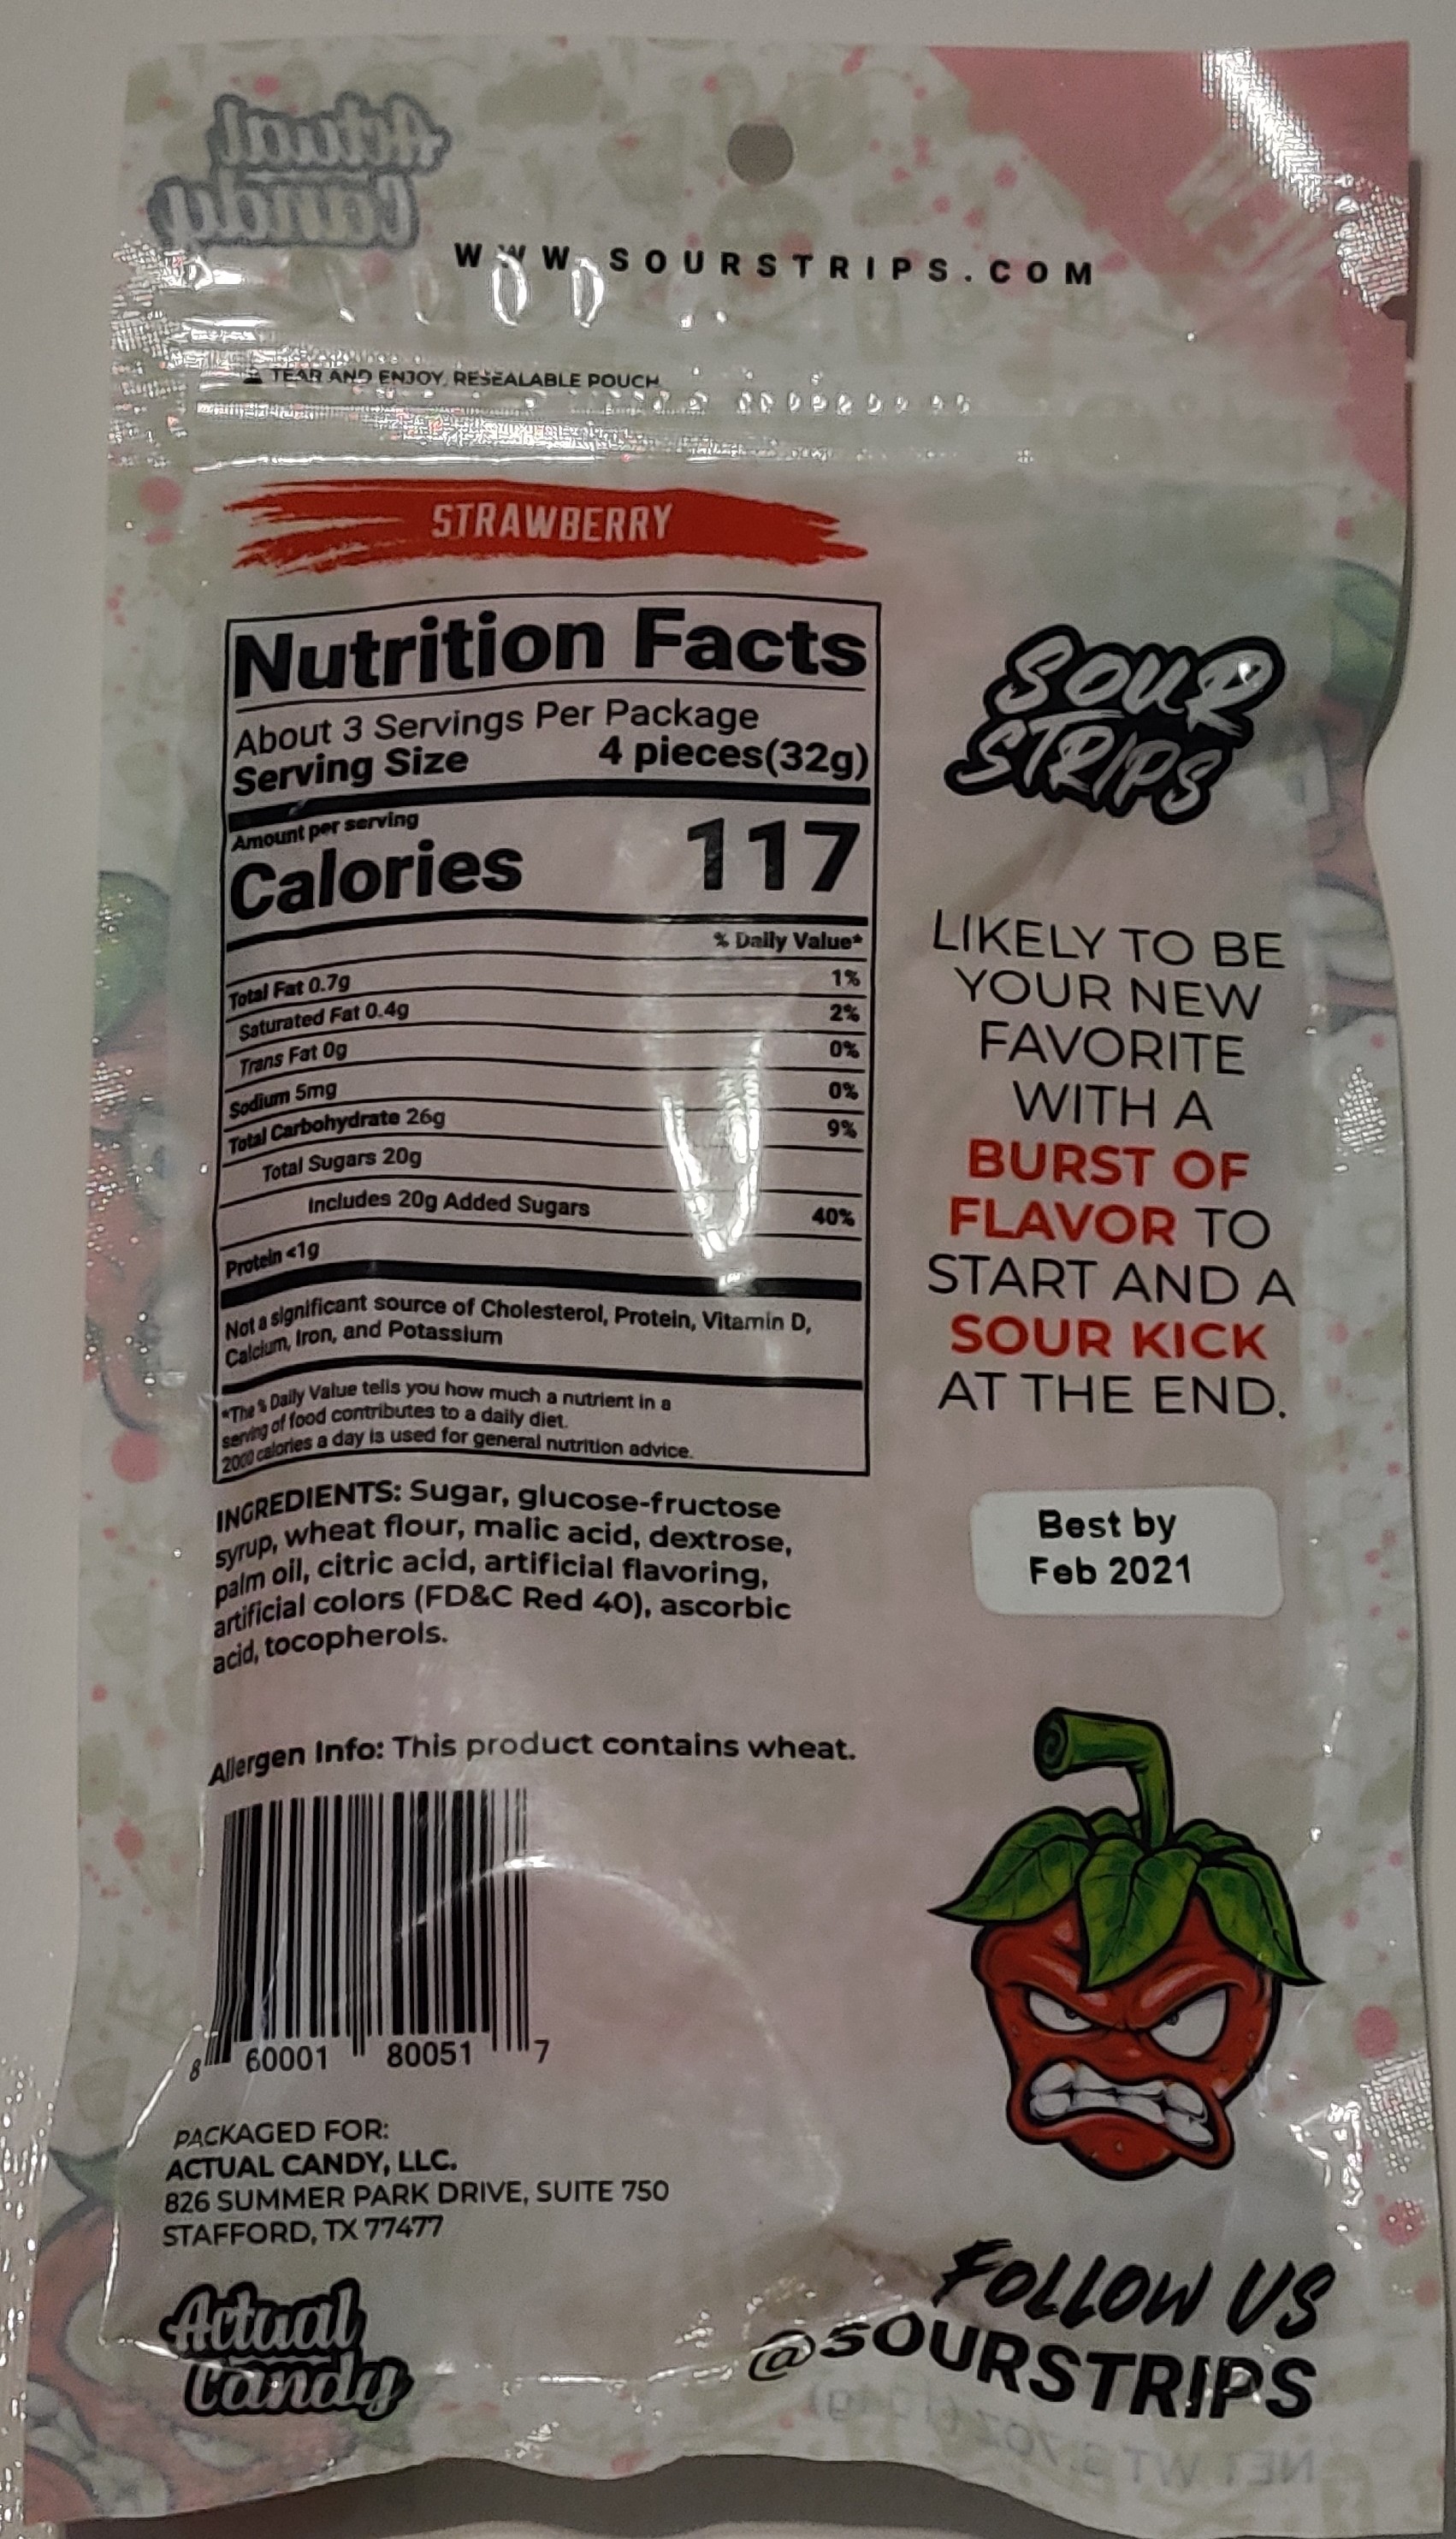 Actual
Candy
WWW.SOURSTRIPS.COM
TEAR AND ENJOY, RESEALABLE POUCH
STRAWBERRY
Nutrition Facts
About 3 Servings Per Package
Serving Size 4 pieces(32g)
Amount per serving
Calories 117
% Daily Value*
Total Fat 0.7g 1%
Saturated Fat 0.4g 2%
Trans Fat 0g 0%
Sodium 5mg 0%
Total Carbohydrate 26g 9%
Total Sugars 20g
Includes 20g Added Sugars 40%
Protein <1g
Not a significant source of Cholesterol, Protein, Vitamin D,
Calcium, Iron, and Potassium
*The % Daily Value tells you how much a nutrient in a
serving of food contributes to a daily diet.
2000 calories a day is used for general nutrition advice.
INGREDIENTS: Sugar, glucose-fructose
syrup, wheat flour, malic acid, dextrose,
palm oil, citric acid, artificial flavoring,
artificial colors (FD&C Red 40), ascorbic
acid, tocopherols.
Allergen Info: This product contains wheat.
8 60001 80051 7
PACKAGED FOR:
ACTUAL CANDY, LLC.
826 SUMMER PARK DRIVE, SUITE 750
STAFFORD, TX 77477
Actual
Candy
SOUR
STRIPS
LIKELY TO BE
YOUR NEW
FAVORITE
WITH A
BURST OF
FLAVOR TO
START AND A
SOUR KICK
AT THE END.
Best by
Feb 2021
FOLLOW US
@SOURSTRIPS
NET WT